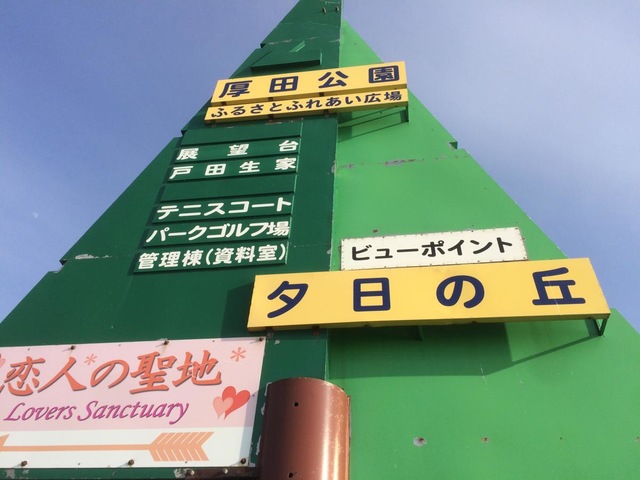 厚田公園
ふるさとふれあい広場
展望台
戸田生家
テニスコート
パークゴルフ場
管理棟(資料室)
ビューポイント
夕日の丘
*恋人*の聖地*
Lovers Sanctuary